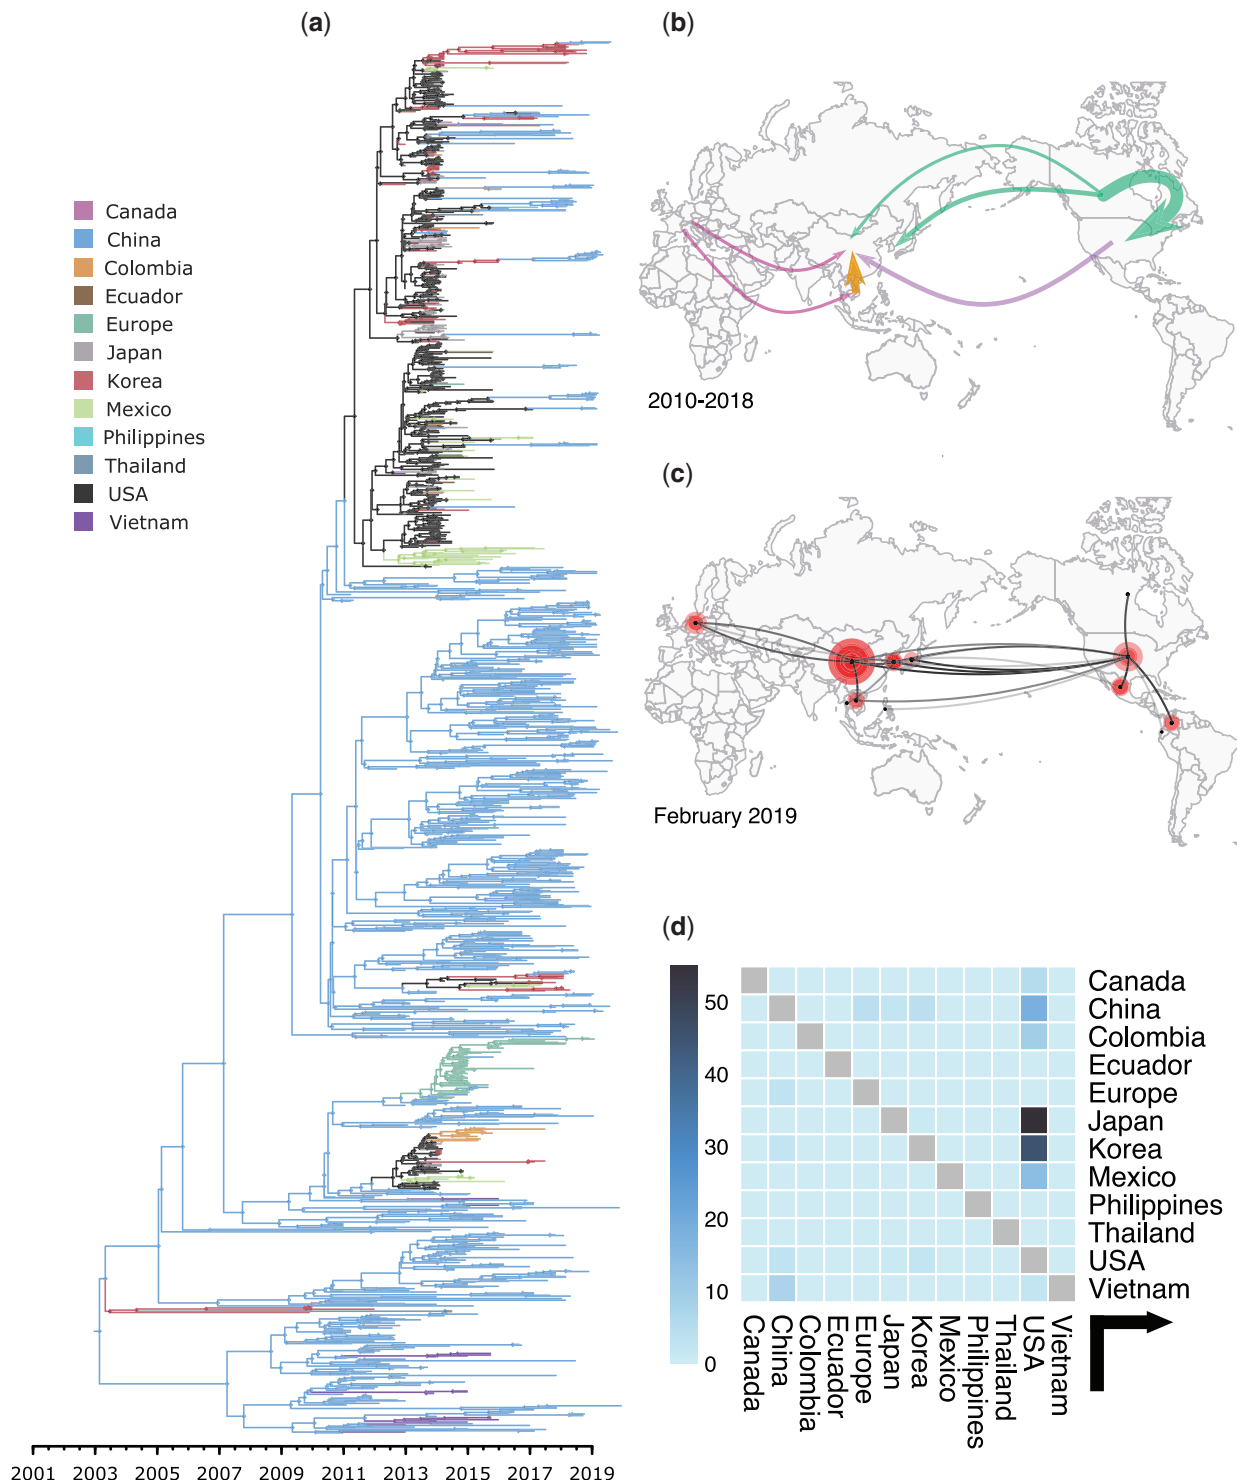 (a)
(b)
Canada
China
Colombia
Ecuador
Europe
Japan
Korea
Mexico
Philippines
Thailand
USA
Vietnam
2010-2018
(c)
February 2019
(d)
50
40
30
20
10
0
Canada
China
Colombia
Ecuador
Europe
Japan
Korea
Mexico
Philippines
Thailand
USA
Vietnam
Canada
China
Colombia
Ecuador
Europe
Japan
Korea
Mexico
Philippines
Thailand
USA
Vietnam
2001 2003 2005 2007 2009 2011 2013 2015 2017 2019